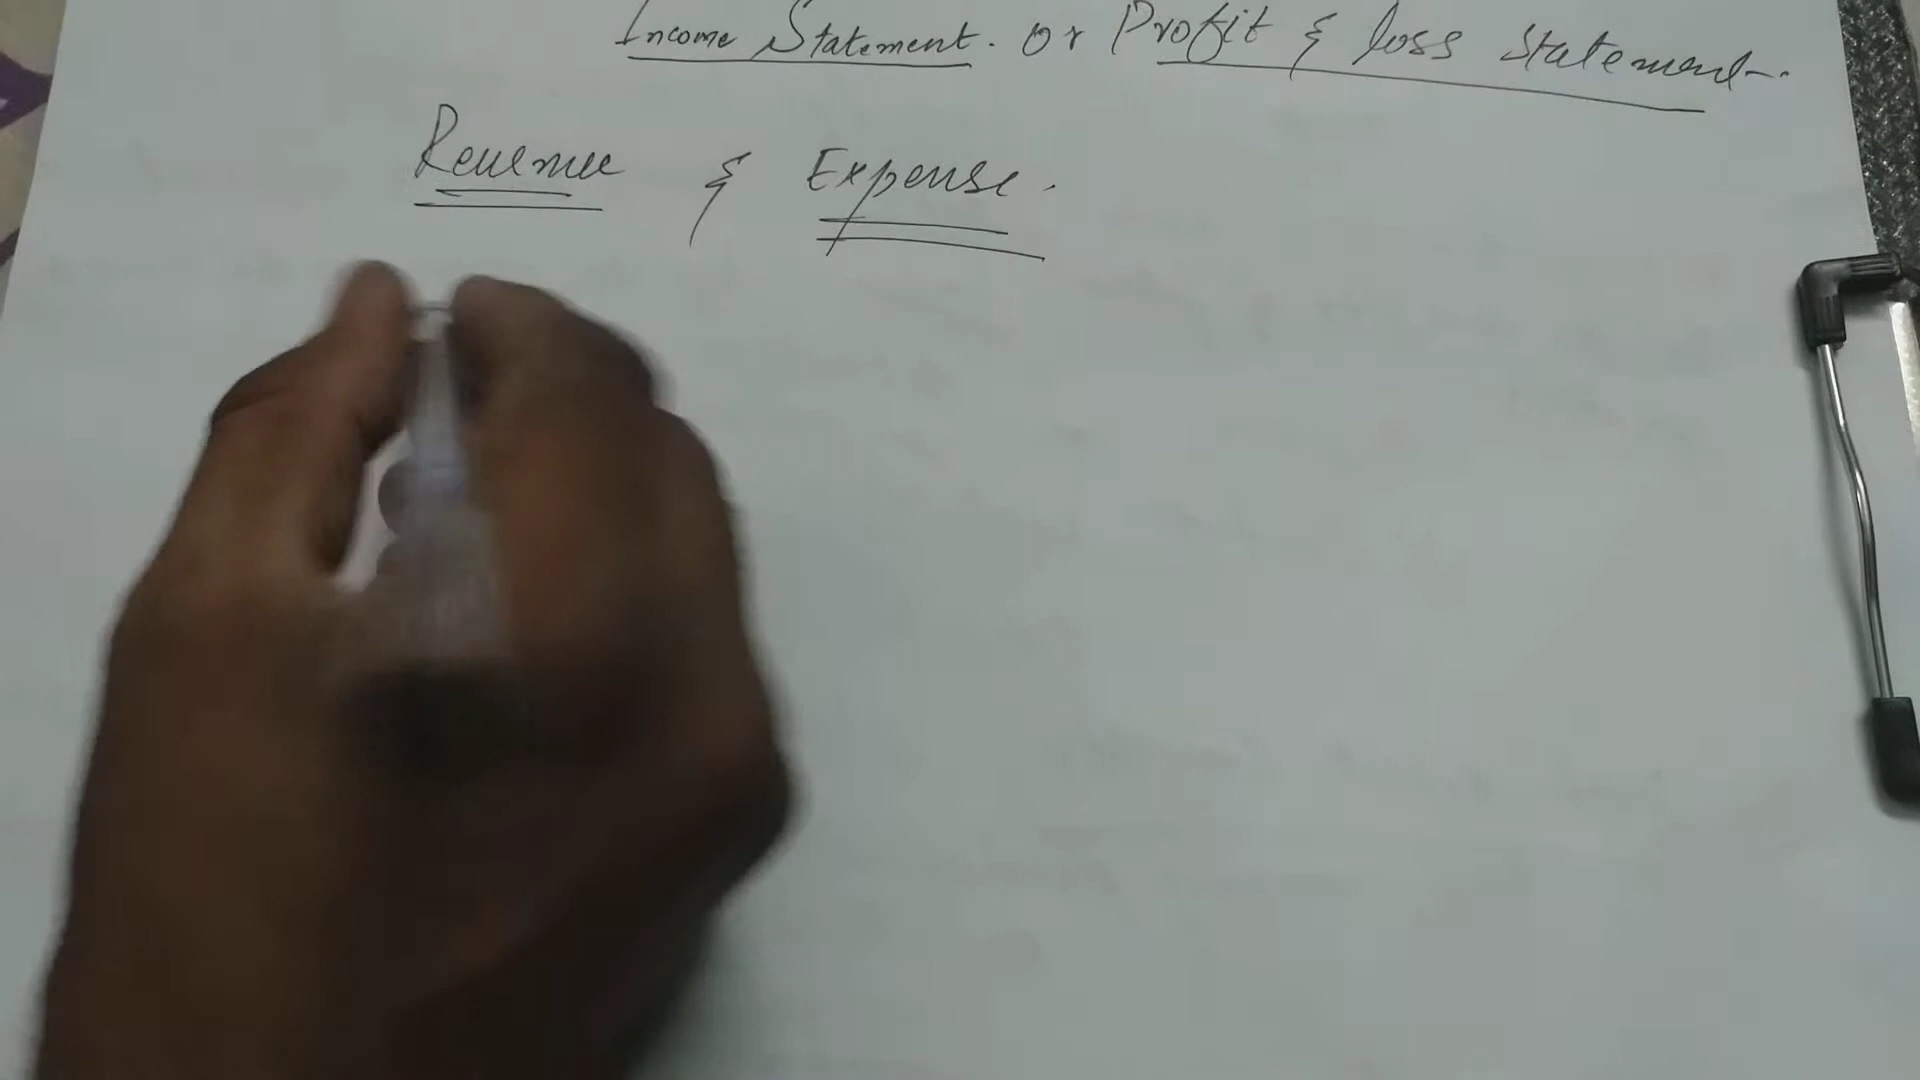 Income Statement. Or Profit & loss statement.
Revenue & Expense.